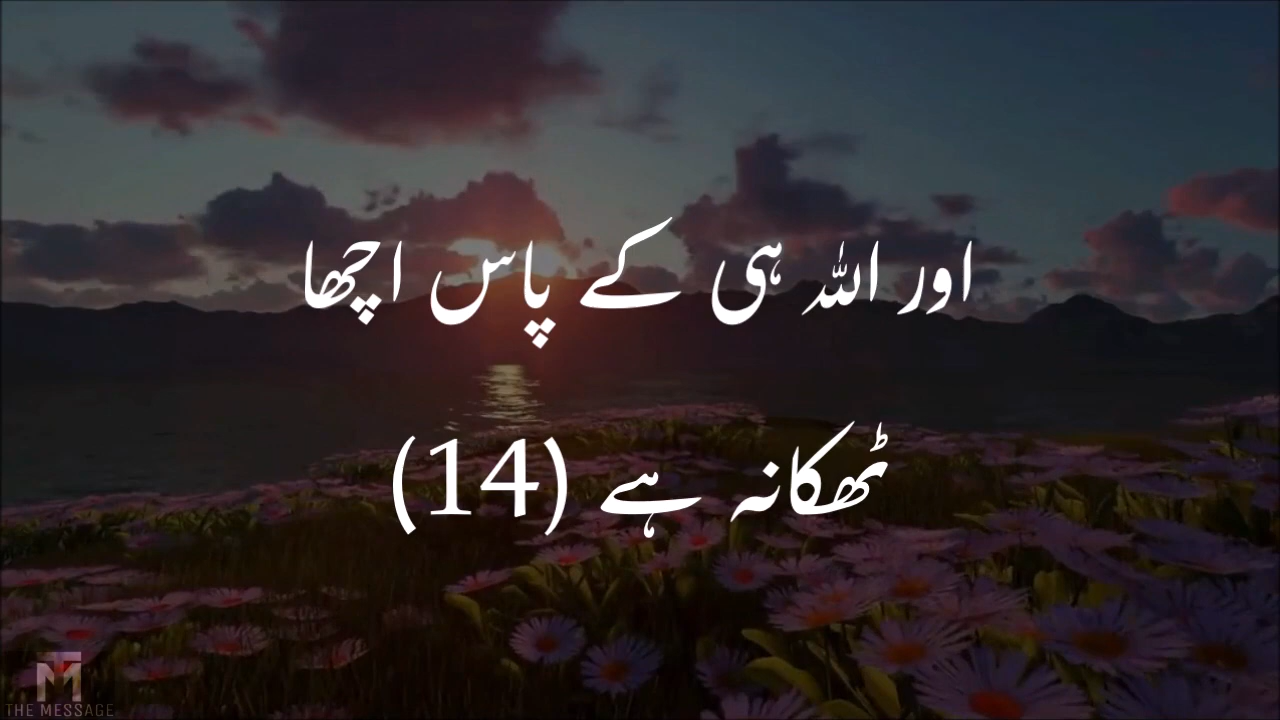 اور اللہ ہی کے پاس اچھا
ٹھکانہ ہے (14)
THE MESSAGE